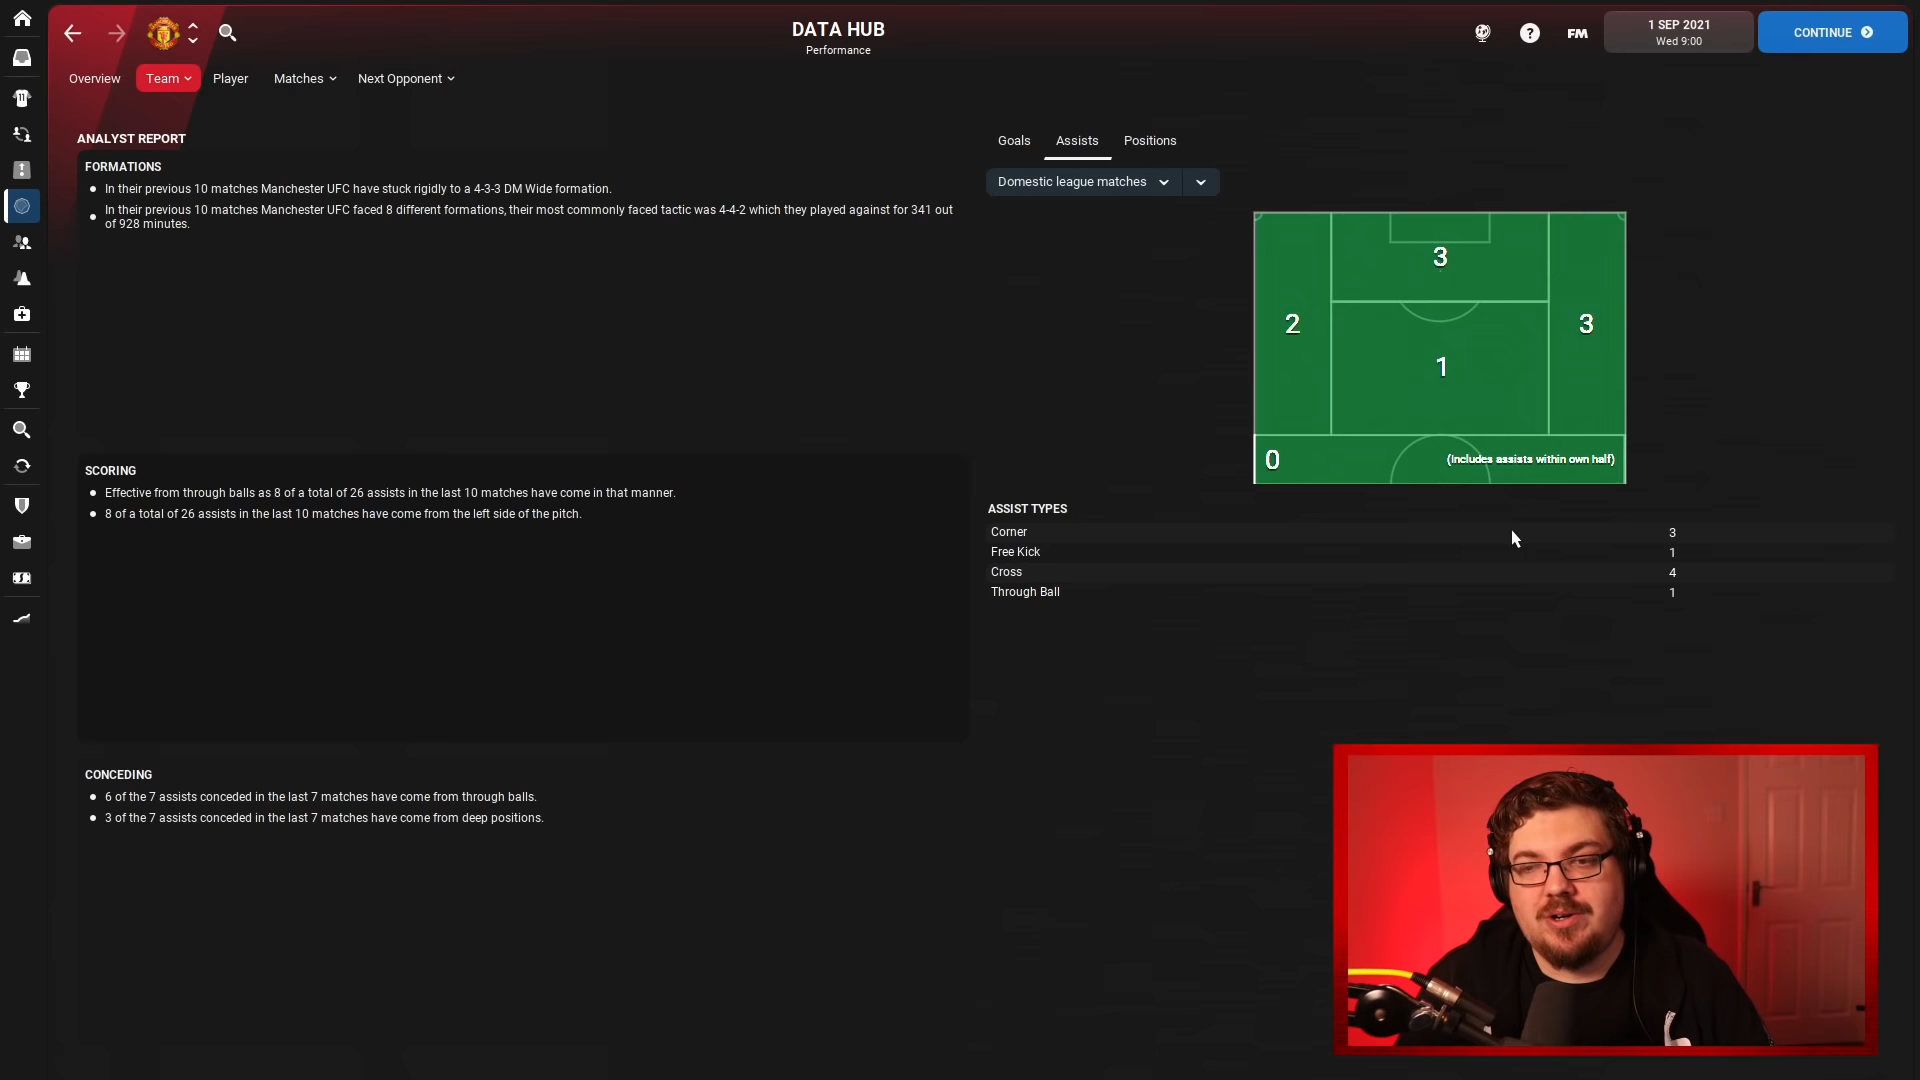 DATA HUB
Performance
FM
1 SEP 2021
Wed 9:00
CONTINUE
Overview
Team
Player
Matches
Next Opponent
ANALYST REPORT
FORMATIONS
In their previous 10 matches Manchester UFC have stuck rigidly to a 4-3-3 DM Wide formation.
In their previous 10 matches Manchester UFC faced 8 different formations, their most commonly faced tactic was 4-4-2 which they played against for 341 out
of 928 minutes.
SCORING
Effective from through balls as 8 of a total of 26 assists in the last 10 matches have come in that manner.
8 of a total of 26 assists in the last 10 matches have come from the left side of the pitch.
CONCEDING
6 of the 7 assists conceded in the last 7 matches have come from through balls.
3 of the 7 assists conceded in the last 7 matches have come from deep positions.
Goals
Assists
Positions
Domestic league matches
3
2
3
1
0
(Includes assists within own half)
ASSIST TYPES
Corner 3
Free Kick 1
Cross 4
Through Ball 1